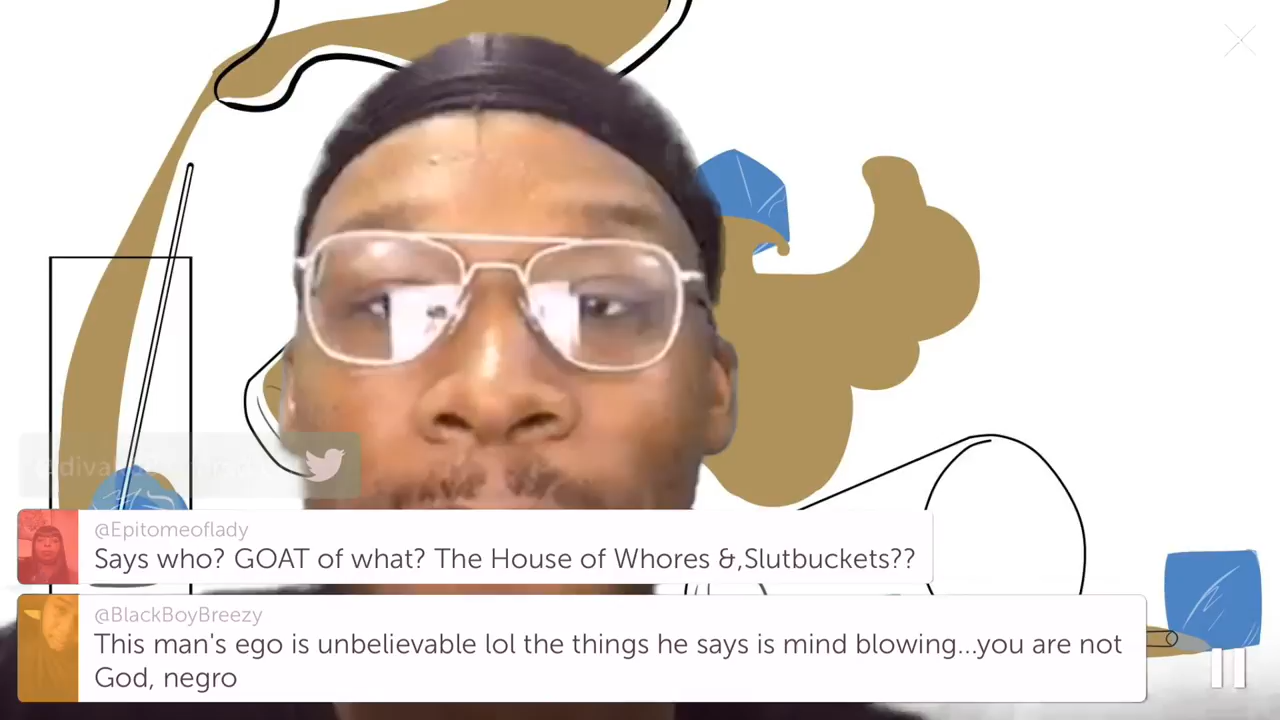 @Epitomeoflady
Says who? GOAT of what? The House of Whores &,Slutbuckets??
@BlackBoyBreezy
This man's ego is unbelievable lol the things he says is mind blowing...you are not
God, negro